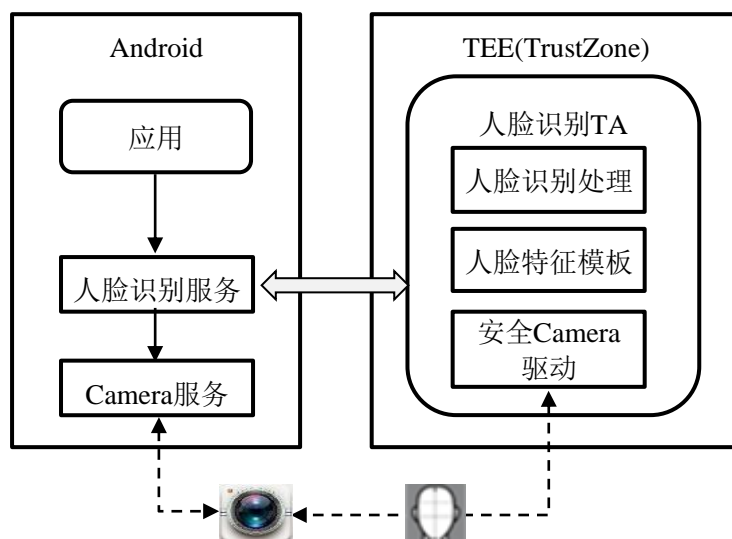 Android
应用
人脸识别服务
Camera服务
TEE(TrustZone)
人脸识别TA
人脸识别处理
人脸特征模板
安全Camera
驱动